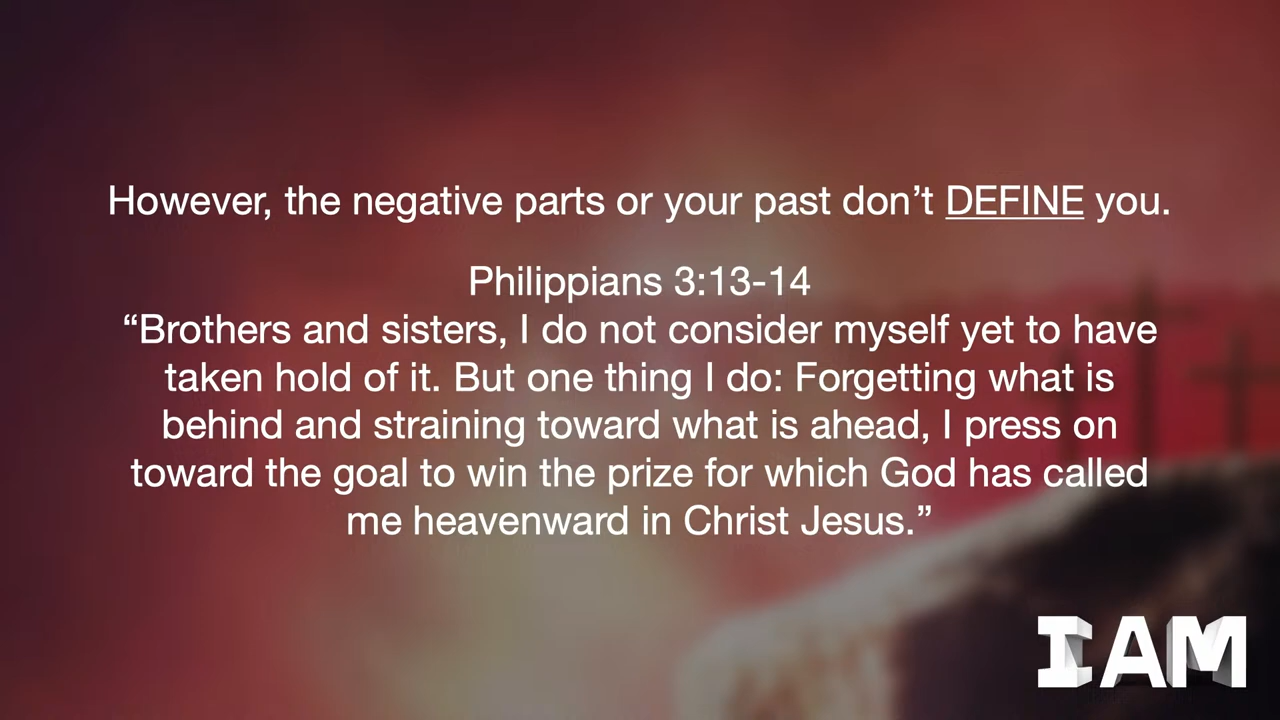 However, the negative parts or your past don’t DEFINE you.
Philippians 3:13-14
“Brothers and sisters, I do not consider myself yet to have
taken hold of it. But one thing I do: Forgetting what is
behind and straining toward what is ahead, I press on
toward the goal to win the prize for which God has called
me heavenward in Christ Jesus.”
I AM